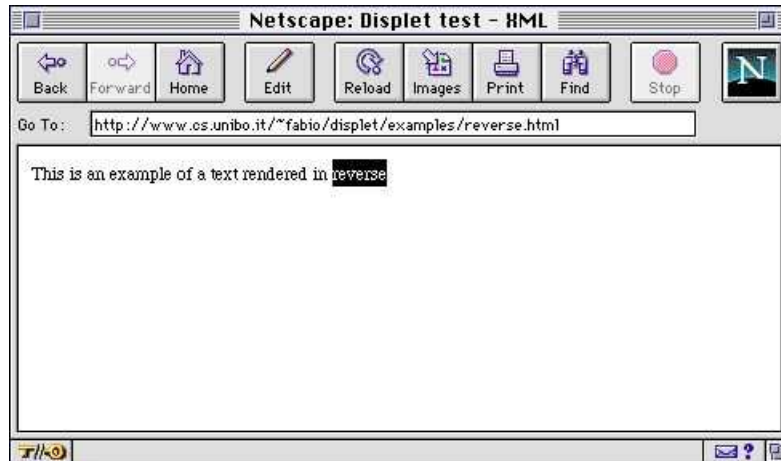 Netscape: Displet test - XML
Back Forward Home Edit Reload Images Print Find Stop N
Go To: http://www.cs.unibo.it/~fabio/displet/examples/reverse.html
This is an example of a text rendered in reverse
?